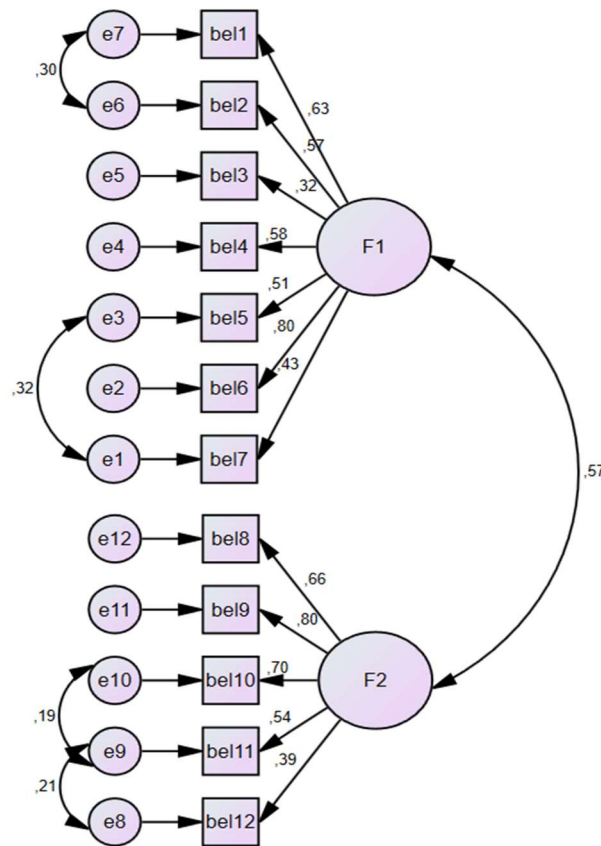 e7 bel1
,30
,63
e6 bel2
,57
e5 bel3
,32
e4 bel4
,58
F1
,51
e3 bel5
,80
,43
,32
e2 bel6
e1 bel7
,57
e12 bel8
,66
e11 bel9
,80
e10 bel10
,70
F2
,19
,54
e9 bel11
,39
,21
e8 bel12